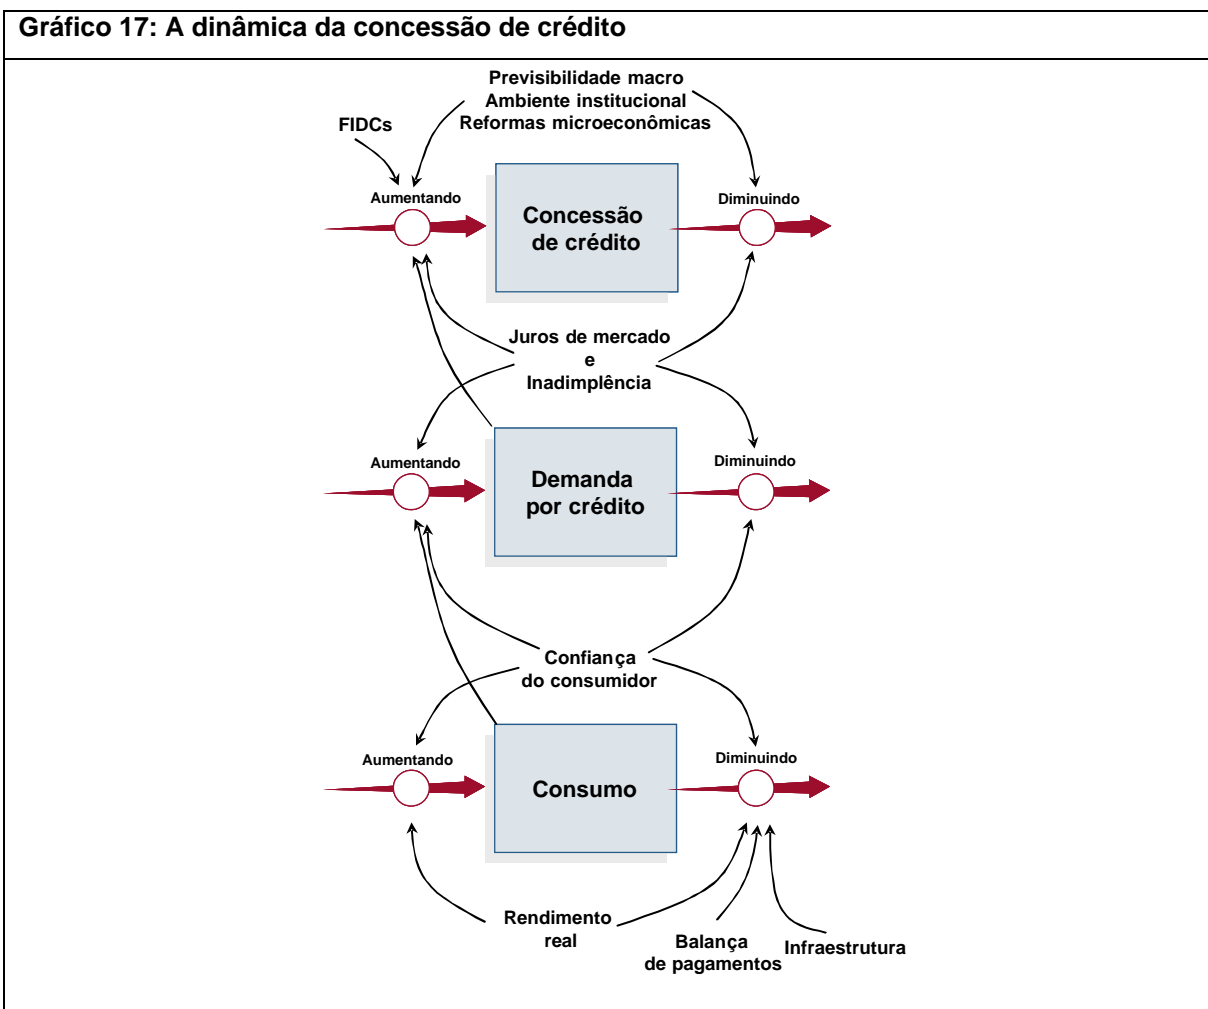 Gráfico 17: A dinâmica da concessão de crédito
Previsibilidade macro
Ambiente institucional
Reformas microeconômicas
FIDCs
Aumentando
Diminuindo
Concessão
de crédito
Juros de mercado
e
Inadimplência
Aumentando
Diminuindo
Demanda
por crédito
Confiança
do consumidor
Aumentando
Diminuindo
Consumo
Rendimento
real
Balança
de pagamentos
Infraestrutura